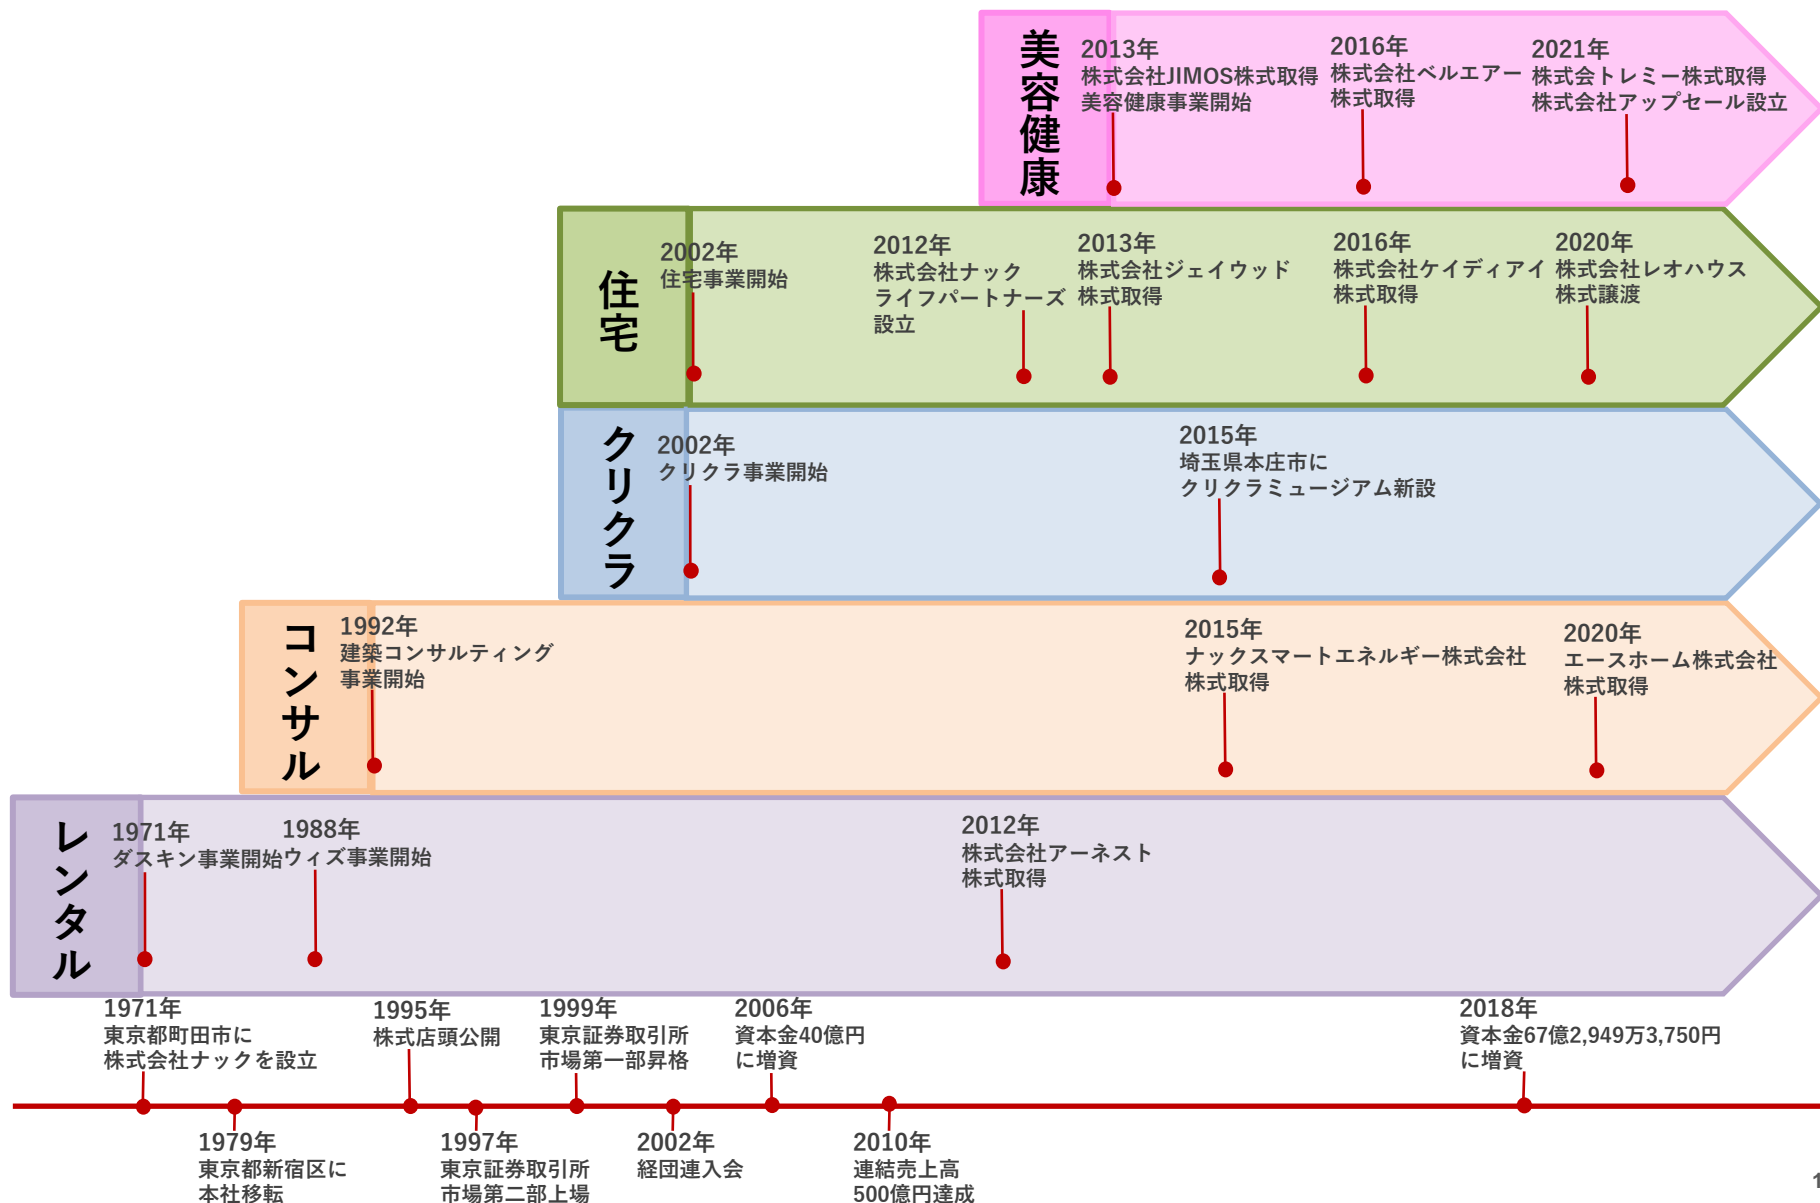 美容健康
2013年
株式会社JIMOS株式取得
美容健康事業開始
2016年
株式会社ベルエアー
株式取得
2021年
株式会トレミー株式取得
株式会社アップセール設立
住宅
2002年
住宅事業開始
2012年
株式会社ナック
ライフパートナーズ
設立
2013年
株式会社ジェイウッド
株式取得
2016年
株式会社ケイディアイ
株式取得
2020年
株式会社レオハウス
株式譲渡
クリクラ
2002年
クリクラ事業開始
2015年
埼玉県本庄市に
クリクラミュージアム新設
コンサル
1992年
建築コンサルティング
事業開始
2015年
ナックスマートエネルギー株式会社
株式取得
2020年
エースホーム株式会社
株式取得
レンタル
1971年
ダスキン事業開始
1988年
ウィズ事業開始
2012年
株式会社アーネスト
株式取得
1971年
東京都町田市に
株式会社ナックを設立
1995年
株式店頭公開
1999年
東京証券取引所
市場第一部昇格
2006年
資本金40億円
に増資
2018年
資本金67億2,949万3,750円
に増資
1979年
東京都新宿区に
本社移転
1997年
東京証券取引所
市場第二部上場
2002年
経団連入会
2010年
連結売上高
500億円達成